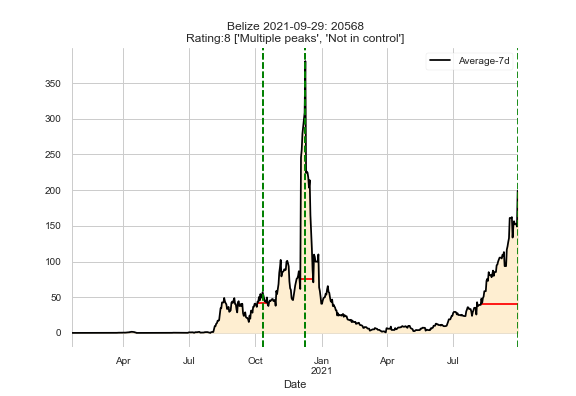 Belize 2021-09-29: 20568
Rating:8 ['Multiple peaks', 'Not in control']
Average-7d
350
300
250
200
150
100
50
0
Apr
Jul
Oct
Jan
2021
Apr
Jul
Date